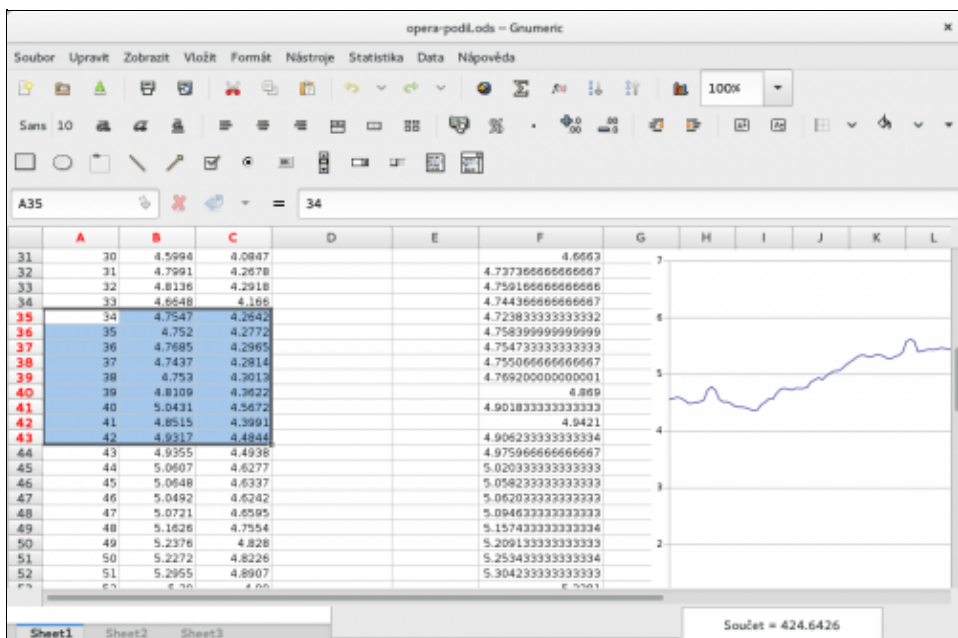 opera-podil.ods – Gnumeric
Soubor Upravit Zobrazit Vložit Formát Nástroje Statistika Data Nápověda
100%
Sans 10
A35 = 34
A B C D E F G H I J K L
31 30 4.5994 4.0847 4.6663 7
32 31 4.7991 4.2678 4.737366666666667
33 32 4.8136 4.2918 4.759166666666666
34 33 4.6648 4.166 4.744366666666667
35 34 4.7547 4.2642 4.723833333333332 6
36 35 4.752 4.2772 4.758399999999999
37 36 4.7685 4.2965 4.754733333333333
38 37 4.7437 4.2814 4.755066666666667
39 38 4.753 4.3013 4.769200000000001 5
40 39 4.8109 4.3622 4.869
41 40 5.0431 4.5672 4.901833333333333
42 41 4.8515 4.3991 4.9421
43 42 4.9317 4.4844 4.906233333333334 4
44 43 4.9355 4.4938 4.975966666666667
45 44 5.0607 4.6277 5.020333333333333
46 45 5.0648 4.6337 5.058233333333333
47 46 5.0492 4.6242 5.062033333333333 3
48 47 5.0721 4.6595 5.094633333333333
49 48 5.1626 4.7554 5.157433333333334
50 49 5.2376 4.828 5.209133333333333
51 50 5.2272 4.8226 5.253433333333334 2
52 51 5.2955 4.8907 5.304233333333333
Sheet1 Sheet2 Sheet3 Součet = 424.6426